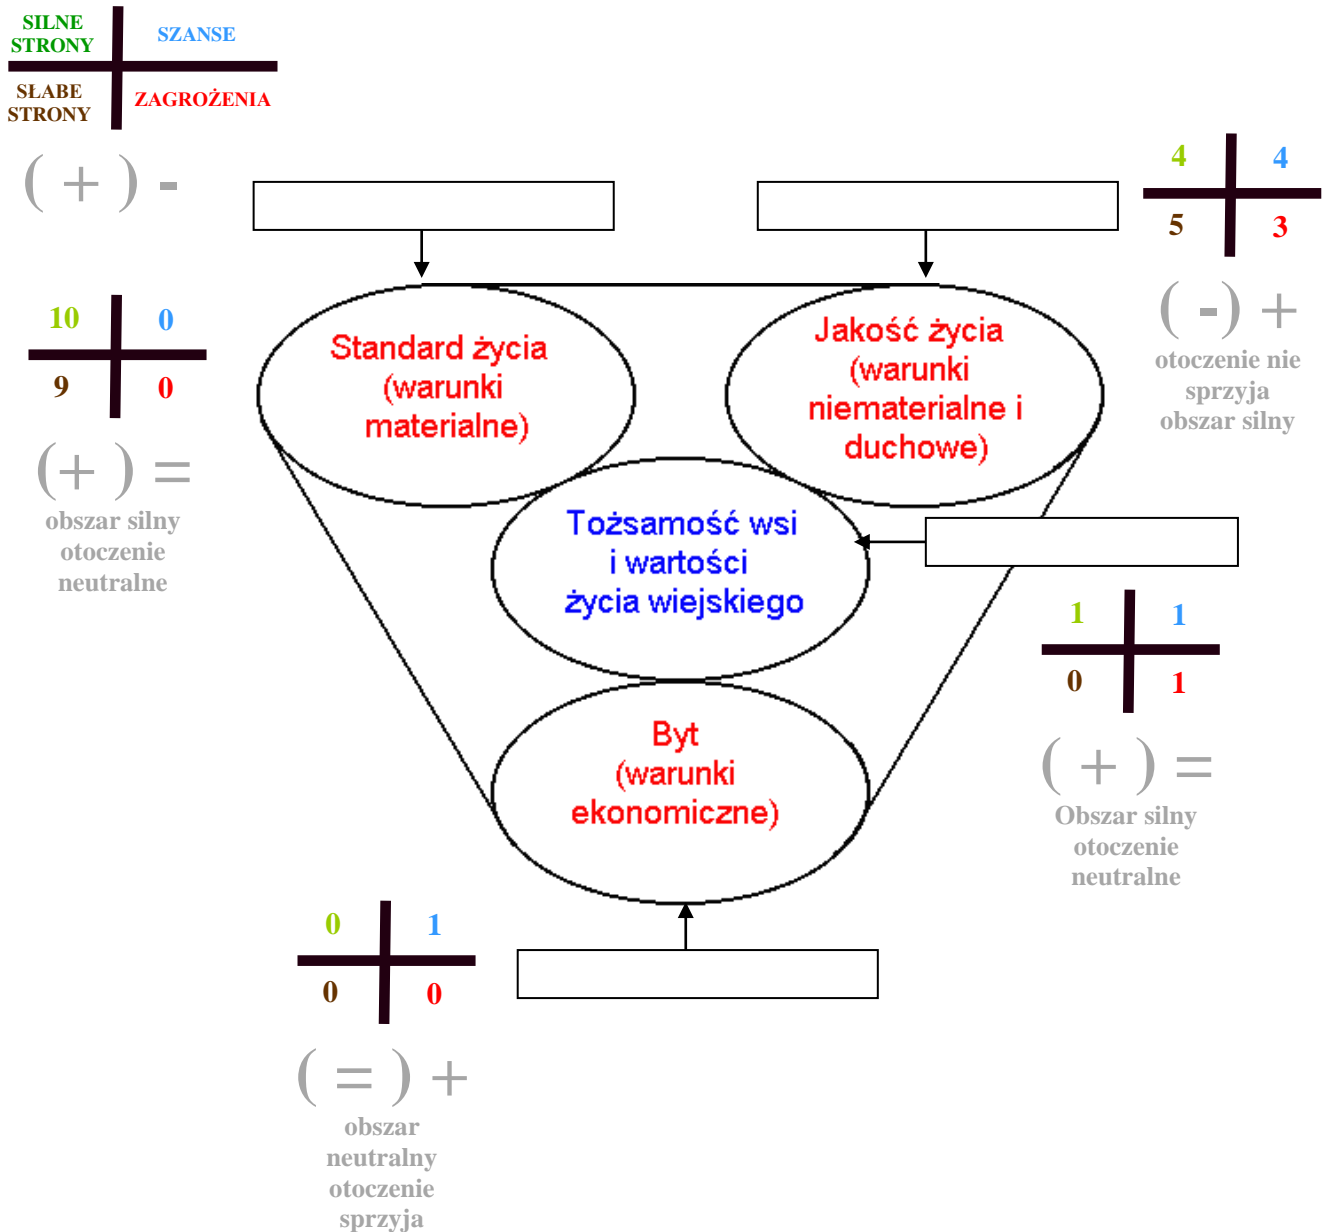 SILNE
STRONY
SZANSE
SŁABE
STRONY
ZAGROŻENIA
( + ) -
4 4
5 3
( -) +
otoczenie nie
sprzyja
obszar silny
10 0
9 0
(+ ) =
obszar silny
otoczenie
neutralne
Standard życia
(warunki
materialne)
Jakość życia
(warunki
niematerialne i
duchowe)
Tożsamość wsi
i wartości
życia wiejskiego
1 1
0 1
( + ) =
Obszar silny
otoczenie
neutralne
Byt
(warunki
ekonomiczne)
0 1
0 0
( = ) +
obszar
neutralny
otoczenie
sprzyja